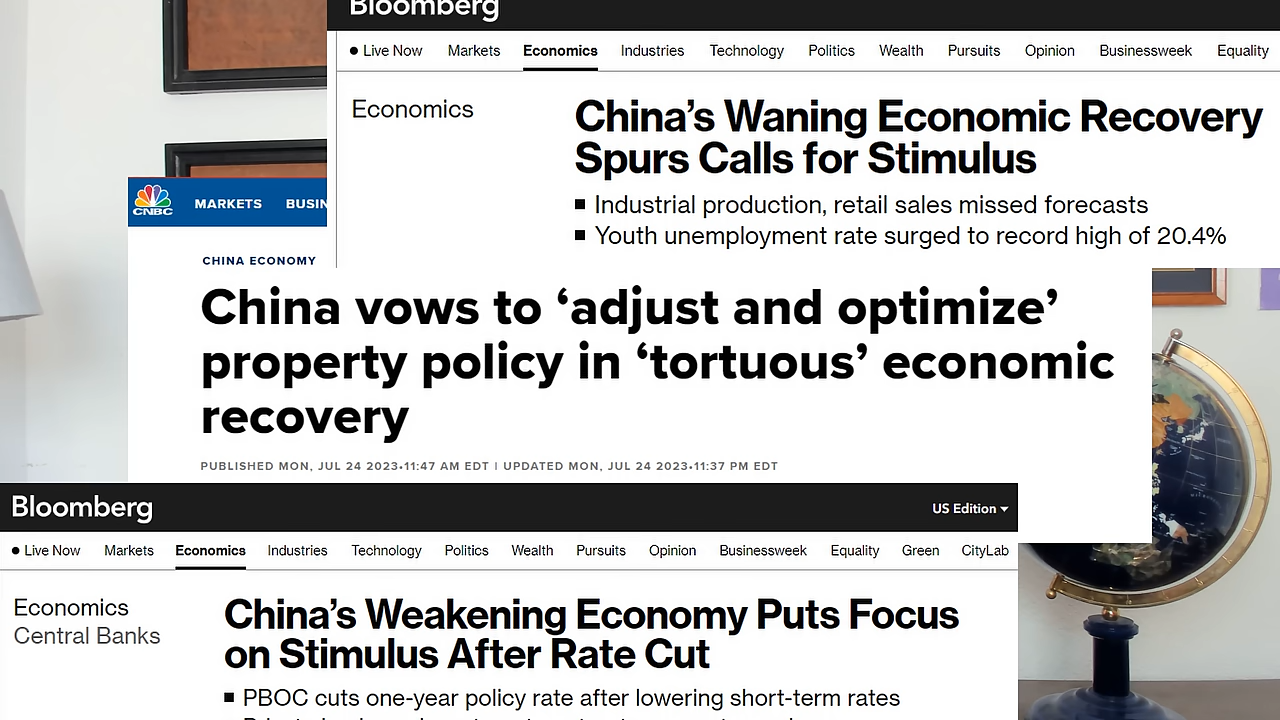 Bloomberg
Live Now Markets Economics Industries Technology Politics Wealth Pursuits Opinion Businessweek Equality
Economics
China’s Waning Economic Recovery
Spurs Calls for Stimulus
Industrial production, retail sales missed forecasts
Youth unemployment rate surged to record high of 20.4%
CNBC
MARKETS BUSIN
CHINA ECONOMY
China vows to ‘adjust and optimize’
property policy in ‘tortuous’ economic
recovery
PUBLISHED MON, JUL 24 2023•11:47 AM EDT | UPDATED MON, JUL 24 2023•11:37 PM EDT
Bloomberg
US Edition
Live Now Markets Economics Industries Technology Politics Wealth Pursuits Opinion Businessweek Equality Green CityLab
Economics
Central Banks
China’s Weakening Economy Puts Focus
on Stimulus After Rate Cut
PBOC cuts one-year policy rate after lowering short-term rates